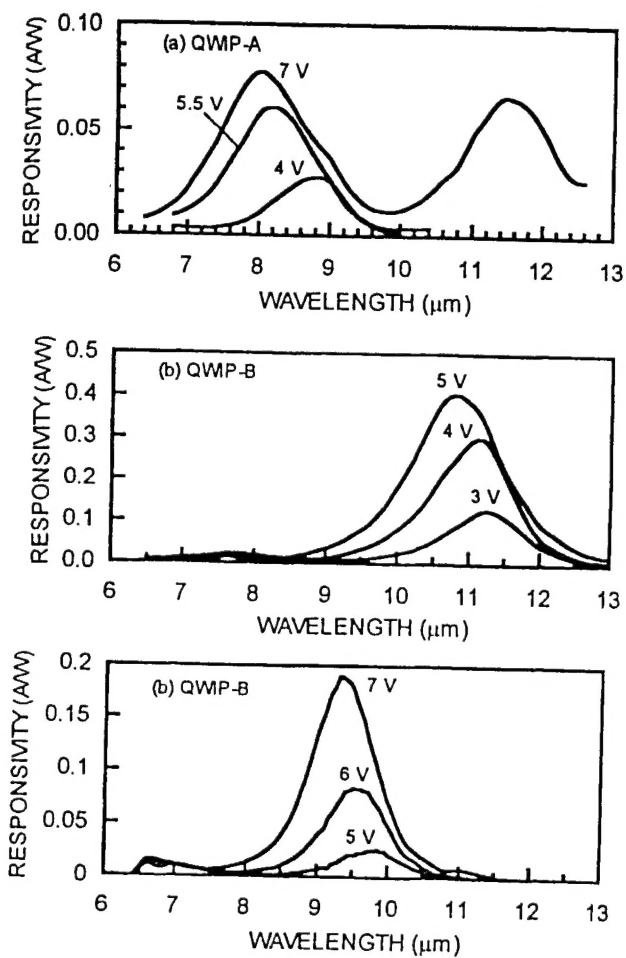 0.10
(a) QWIP-A
7 V
5.5 V
0.05
4 V
0.00
RESPONSIVITY (A/W)
6 7 8 9 10 11 12 13
WAVELENGTH (μm)
0.5
(b) QWIP-B
5 V
0.4
4 V
0.3
0.2
3 V
0.1
0.0
RESPONSIVITY (A/W)
6 7 8 9 10 11 12 13
WAVELENGTH (μm)
0.2
(b) QWIP-B
7 V
0.15
0.1
6 V
0.05
5 V
0
RESPONSIVITY (A/W)
6 7 8 9 10 11 12 13
WAVELENGTH (μm)